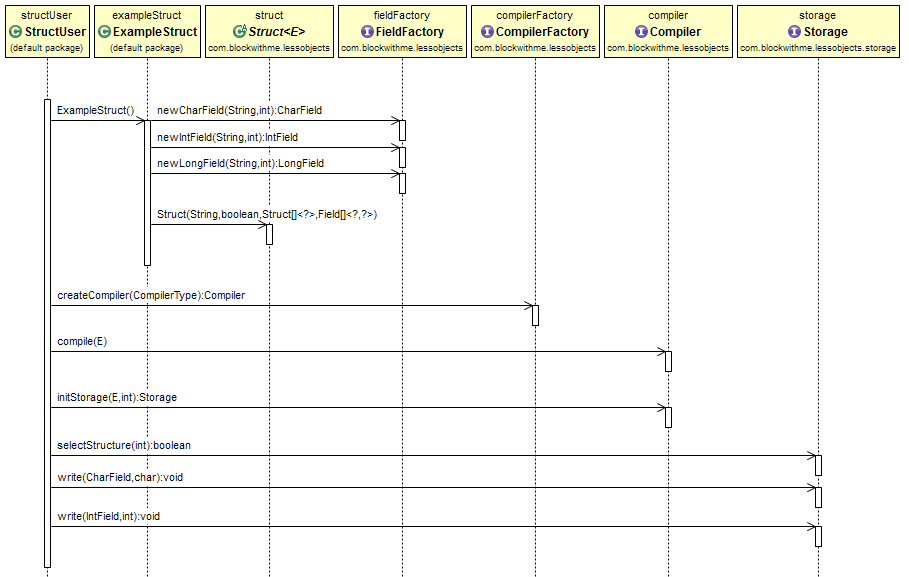 structUser
C StructUser
(default package)
exampleStruct
C ExampleStruct
(default package)
struct
C A Struct<E>
com.blockwithme.lessobjects
fieldFactory
I FieldFactory
com.blockwithme.lessobjects
compilerFactory
I CompilerFactory
com.blockwithme.lessobjects
compiler
I Compiler
com.blockwithme.lessobjects
storage
I Storage
com.blockwithme.lessobjects.storage
ExampleStruct()
newCharField(String,int):CharField
newIntField(String,int):IntField
newLongField(String,int):LongField
Struct(String,boolean,Struct[]<?>,Field[]<?,?>)
createCompiler(CompilerType):Compiler
compile(E)
initStorage(E,int):Storage
selectStructure(int):boolean
write(CharField,char):void
write(IntField,int):void